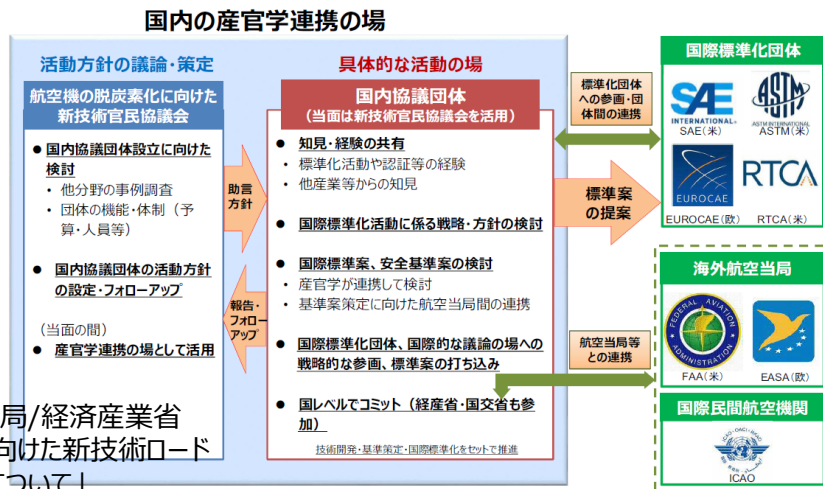 国内の産官学連携の場
活動方針の議論・策定
航空機の脱炭素化に向けた
新技術官民協議会
● 国内協議団体設立に向けた
検討
・ 他分野の事例調査
・ 団体の機能・体制（予
算・人員等）
● 国内協議団体の活動方針
の設定・フォローアップ
（当面の間）
● 産官学連携の場として活用
助言
方針
報告・
フォロー
アップ
具体的な活動の場
国内協議団体
（当面は新技術官民協議会を活用）
● 知見・経験の共有
・ 標準化活動や認証等の経験
・ 他産業等からの知見
● 国際標準化活動に係る戦略・方針の検討
● 国際標準案、安全基準案の検討
・ 産官学が連携して検討
・ 基準案策定に向けた航空当局間の連携
● 国際標準化団体、国際的な議論の場への
戦略的な参画、標準案の打ち込み
● 国レベルでコミット（経産省・国交省も参
加）
技術開発・基準策定・国際標準化をセットで推進
標準化団体
への参画・団
体間の連携
標準案
の提案
航空当局等
との連携
国際標準化団体
SAE
INTERNATIONAL
SAE(米)
ASTM
ASTM INTERNATIONAL
ASTM(米)
EUROCAE
EUROCAE(欧)
RTCA
RTCA(米)
海外航空当局
FEDERAL AVIATION
ADMINISTRATION
FAA(米)
EASA(欧)
国際民間航空機関
ICAO
局/経済産業省
向けた新技術ロード
ついて」